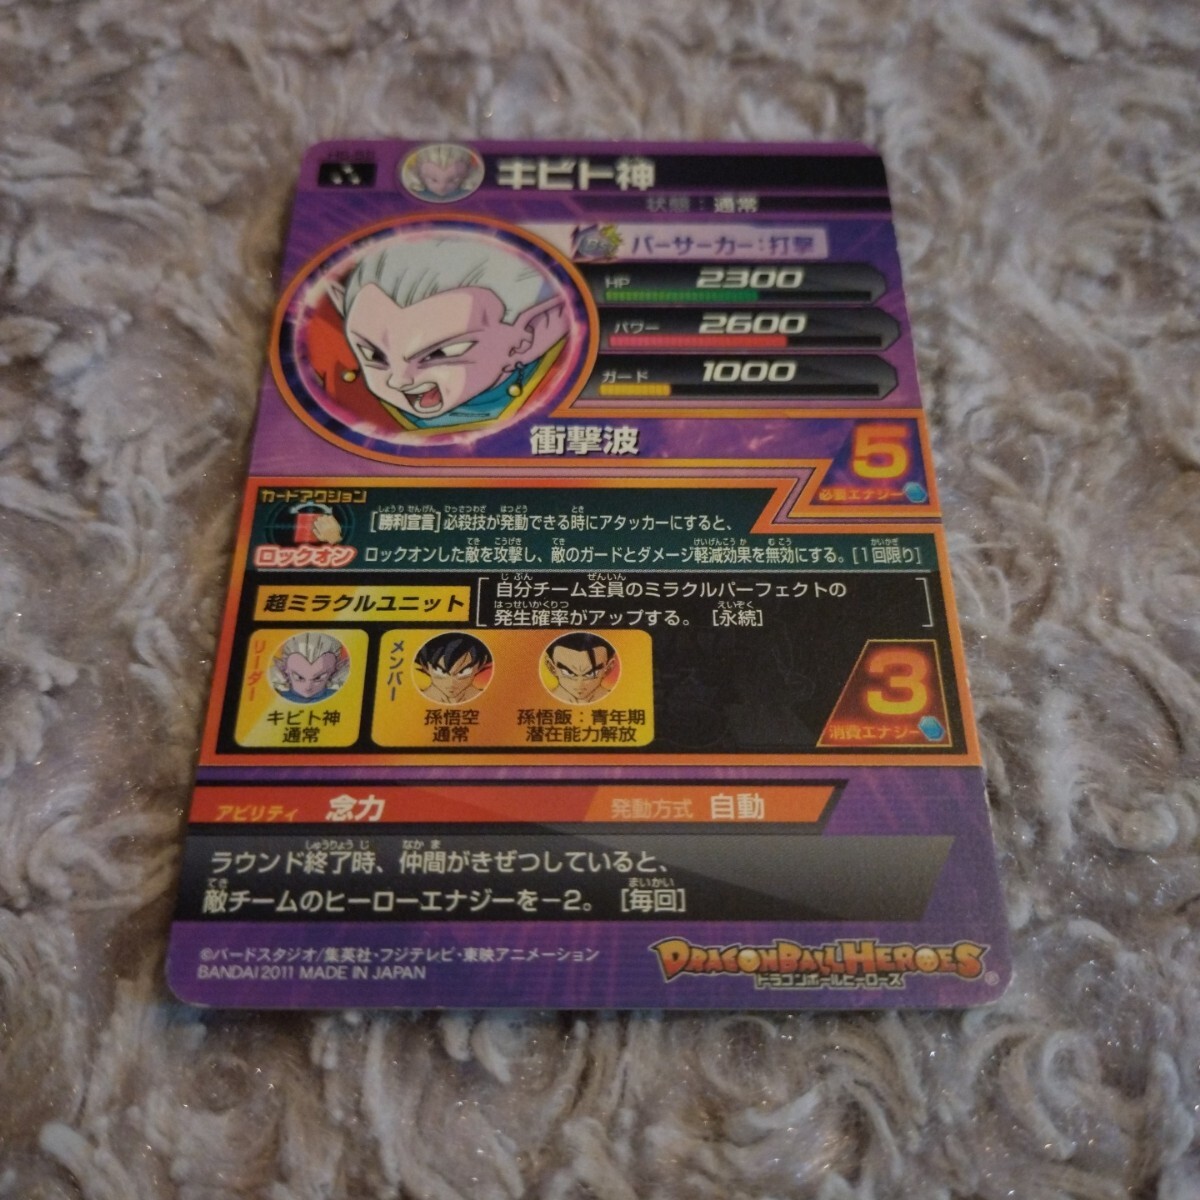 キビト神
状態：通常
バーサーカー：打撃
HP 2300
パワー 2600
ガード 1000
衝撃波
5
必要エナジー
カードアクション
ロックオン
[勝利宣言]必殺技が発動できる時にアタッカーにすると、
ロックオンした敵を攻撃し、敵のガードとダメージ軽減効果を無効にする。[1回限り]
超ミラクルユニット
自分チーム全員のミラクルパーフェクトの
発生確率がアップする。［永続］
リーダー
キビト神
通常
メンバー
孫悟空
通常
孫悟飯：青年期
潜在能力解放
3
消費エナジー
アビリティ 念力
発動方式 自動
ラウンド終了時、仲間がきぜつしていると、
敵チームのヒーローエナジーを−2。［毎回］
©バードスタジオ/集英社・フジテレビ・東映アニメーション
BANDAI 2011 MADE IN JAPAN
DRAGONBALL HEROES
ドラゴンボールヒーローズ